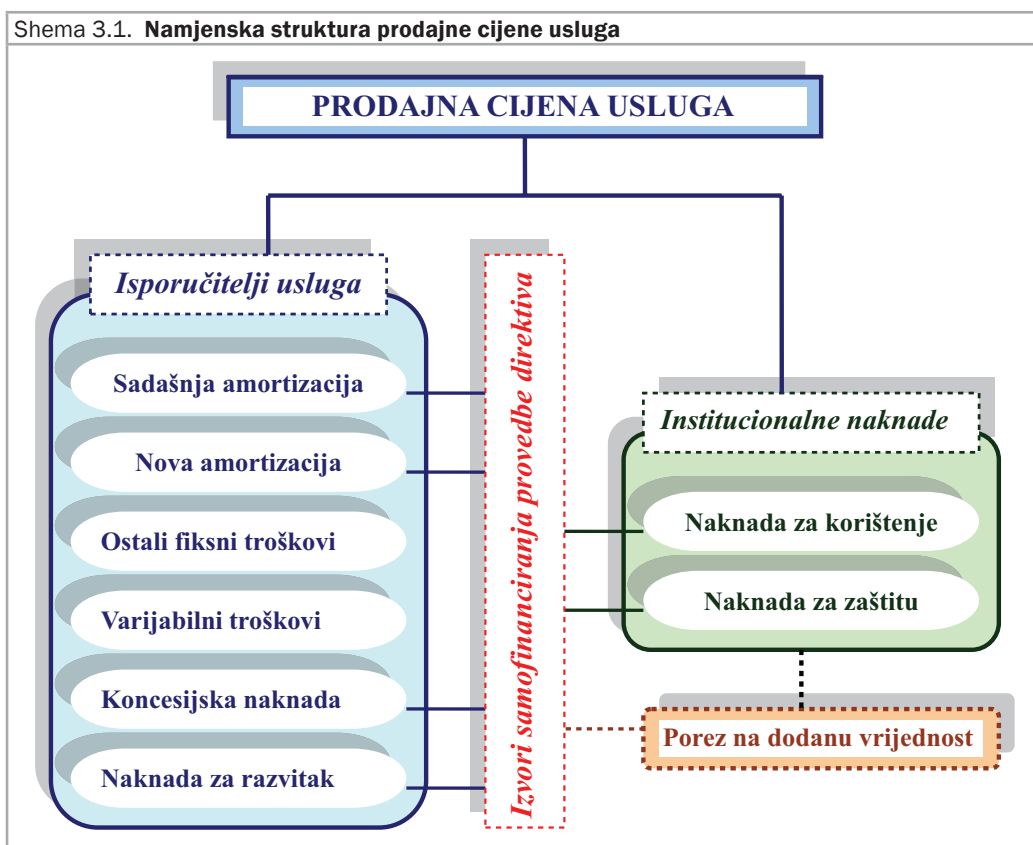 Shema 3.1. Namjenska struktura prodajne cijene usluga
PRODAJNA CIJENA USLUGA
Isporučitelji usluga
Sadašnja amortizacija
Nova amortizacija
Ostali fiksni troškovi
Varijabilni troškovi
Koncesijska naknada
Naknada za razvitak
Izvori samofinanciranja provedbe direktiva
Institucionalne naknade
Naknada za korištenje
Naknada za zaštitu
Porez na dodanu vrijednost